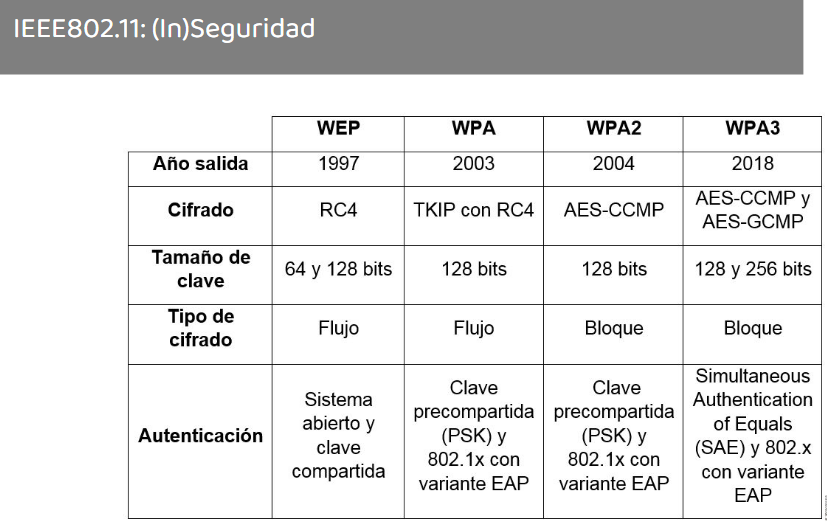 IEEE802.11: (In)Seguridad
WEP WPA WPA2 WPA3
Año salida 1997 2003 2004 2018
Cifrado RC4 TKIP con RC4 AES-CCMP AES-CCMP y
AES-GCMP
Tamaño de
clave 64 y 128 bits 128 bits 128 bits 128 y 256 bits
Tipo de
cifrado Flujo Flujo Bloque Bloque
Autenticación
Sistema
abierto y
clave
compartida
Clave
precompartida
(PSK) y
802.1x con
variante EAP
Clave
precompartida
(PSK) y
802.1x con
variante EAP
Simultaneous
Authentication
of Equals
(SAE) y 802.x
con variante
EAP